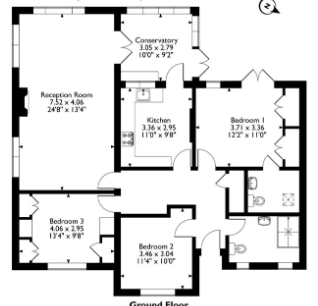 Conservatory
3.05 x 2.79
10'0" x 9'2"
Reception Room
7.52 x 4.06
24'8" x 13'4"
Kitchen
3.36 x 2.95
11'0" x 9'8"
Bedroom 1
3.71 x 3.36
12'2" x 11'0"
Bedroom 3
4.06 x 2.95
13'4" x 9'8"
Bedroom 2
3.46 x 3.04
11'4" x 10'0"
Ground Floor